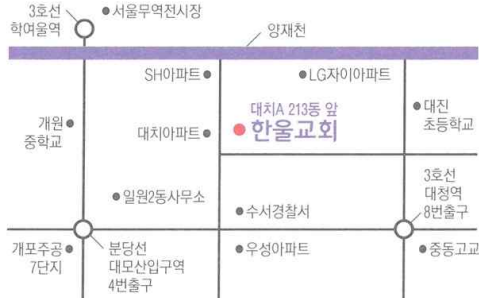 3호선
학여울역
서울무역전시장
양재천
SH아파트
LG자이아파트
대치A 213동 앞
한울교회
대진
초등학교
개원
중학교
대치아파트
3호선
대청역
8번출구
일원2동사무소
수서경찰서
개포주공
7단지
분당선
대모산입구역
4번출구
우성아파트
중동고교